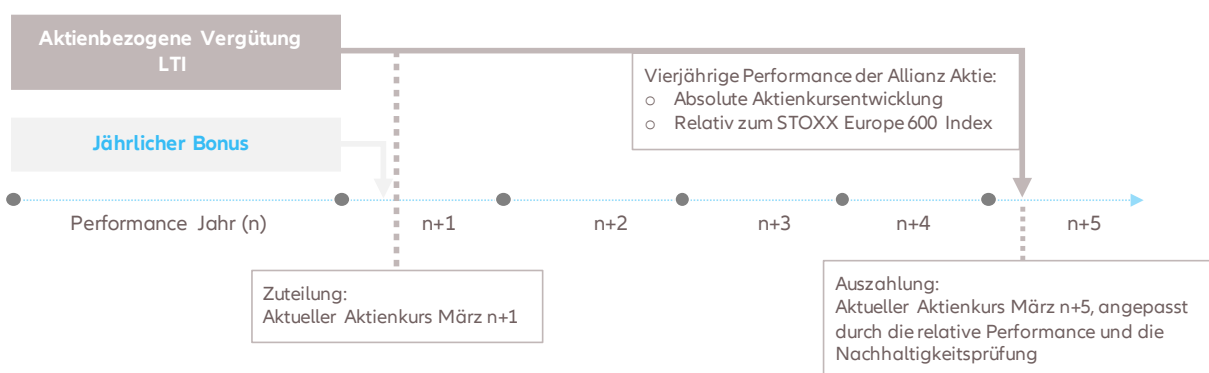 Aktienbezogene Vergütung
LTI
Vierjährige Performance der Allianz Aktie:
o Absolute Aktienkursentwicklung
o Relativ zum STOXX Europe 600 Index
Jährlicher Bonus
Performance Jahr (n)
n+1
n+2
n+3
n+4
n+5
Zuteilung:
Aktueller Aktienkurs März n+1
Auszahlung:
Aktueller Aktienkurs März n+5, angepasst
durch die relative Performance und die
Nachhaltigkeitsprüfung